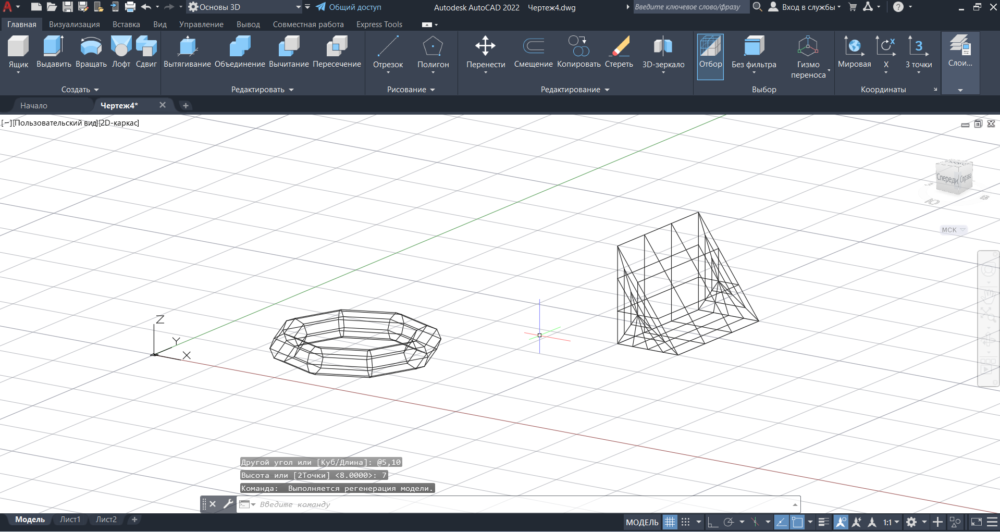 Основы 3D
Общий доступ
Autodesk AutoCAD 2022 Чертеж4.dwg
Введите ключевое слово/фразу
Вход в службы
Главная Визуализация Вставка Вид Управление Вывод Совместная работа Express Tools
Ящик Выдавить Вращать Лофт Сдвиг Вытягивание Объединение Вычитание Пересечение Отрезок Полигон Перенести Смещение Копировать Стереть 3D-зеркало Отбор Без фильтра Гизмо переноса Мировая X 3 точки Слои...
Создать Редактировать Рисование Редактирование Выбор Координаты
Начало Чертеж4*
[−][Пользовательский вид][2D-каркас]
Спереди Справа
Ю В
МСК
Z
Y
X
Другой угол или [Куб/Длина]: @5,10
Высота или [2Точки] <8.0000>: 7
Команда: Выполняется регенерация модели.
Введите команду
Модель Лист1 Лист2 +
МОДЕЛЬ 1:1